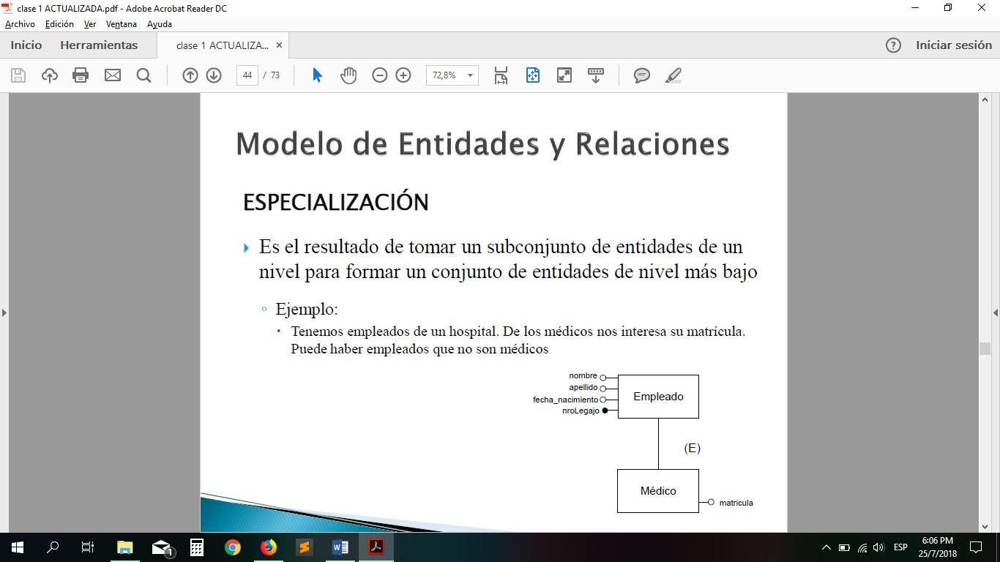 clase 1 ACTUALIZADA.pdf - Adobe Acrobat Reader DC
Archivo Edición Ver Ventana Ayuda
Inicio Herramientas clase 1 ACTUALIZA... × ? Iniciar sesión
44 / 73 72,8%
Modelo de Entidades y Relaciones
ESPECIALIZACIÓN
Es el resultado de tomar un subconjunto de entidades de un
nivel para formar un conjunto de entidades de nivel más bajo
Ejemplo:
Tenemos empleados de un hospital. De los médicos nos interesa su matrícula.
Puede haber empleados que no son médicos
nombre
apellido
fecha_nacimiento
nroLegajo
Empleado
(E)
Médico
matricula
1
ESP
6:06 PM
25/7/2018